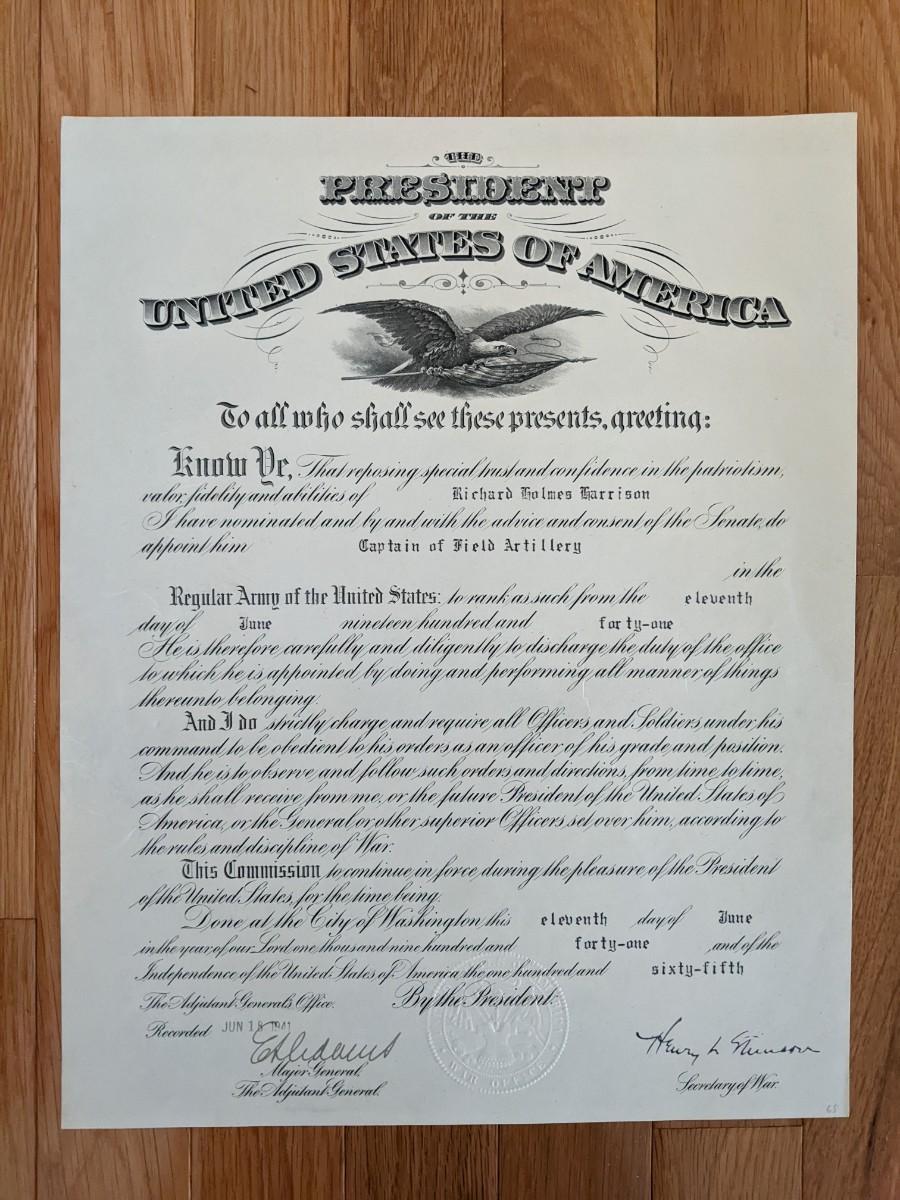 THE
PRESIDENT
OF THE
UNITED STATES OF AMERICA
To all who shall see these presents, greeting:
Know Ye, That reposing special trust and confidence in the patriotism,
valor, fidelity and abilities of Richard Holmes Harrison
I have nominated and by and with the advice and consent of the Senate, do
appoint him Captain of Field Artillery
in the
Regular Army of the United States: to rank as such from the eleventh
day of June nineteen hundred and forty-one
He is therefore carefully and diligently to discharge the duty of the office
to which he is appointed by doing and performing all manner of things
thereunto belonging.
And I do strictly charge and require all Officers and Soldiers under his
command to be obedient to his orders as an officer of his grade and position.
And he is to observe and follow such orders and directions, from time to time,
as he shall receive from me, or the future President of the United States of
America, or the General or other superior Officers set over him, according to
the rules and discipline of War.
This Commission to continue in force during the pleasure of the President
of the United States, for the time being.
Done at the City of Washington this eleventh day of June
in the year of our Lord one thousand nine hundred and forty-one and of the
Independence of the United States of America the one hundred and sixty-fifth
The Adjutant General's Office. By the President:
Recorded JUN 18 1941
E S Adams
Henry L Stimson
Major General,
The Adjutant General.
Secretary of War.
WAR OFFICE
65